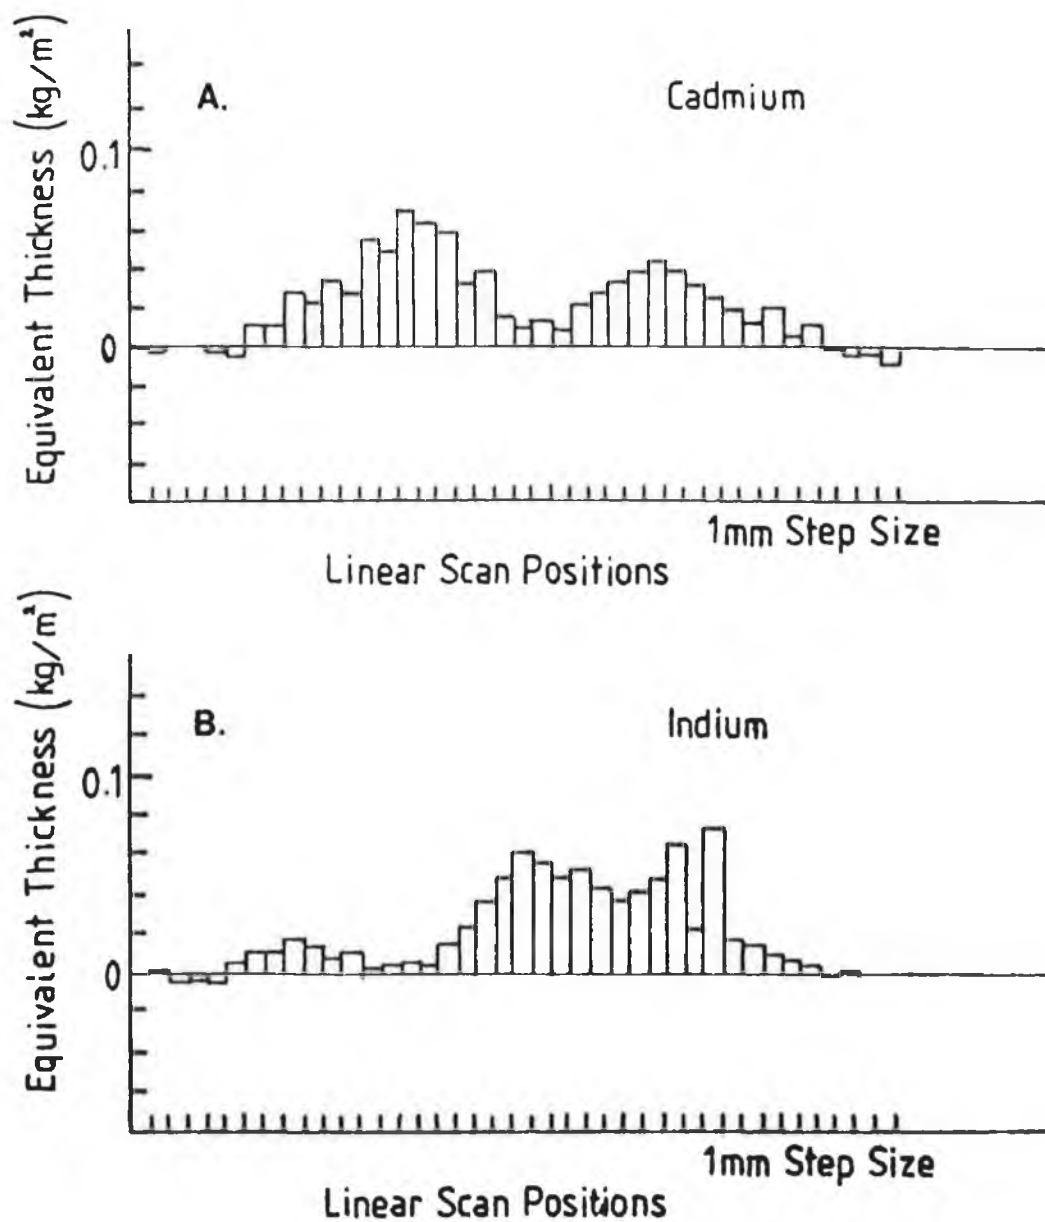 Equivalent Thickness (kg/m²)
A.
Cadmium
0.1
0
1mm Step Size
Linear Scan Positions
Equivalent Thickness (kg/m²)
B.
Indium
0.1
0
1mm Step Size
Linear Scan Positions